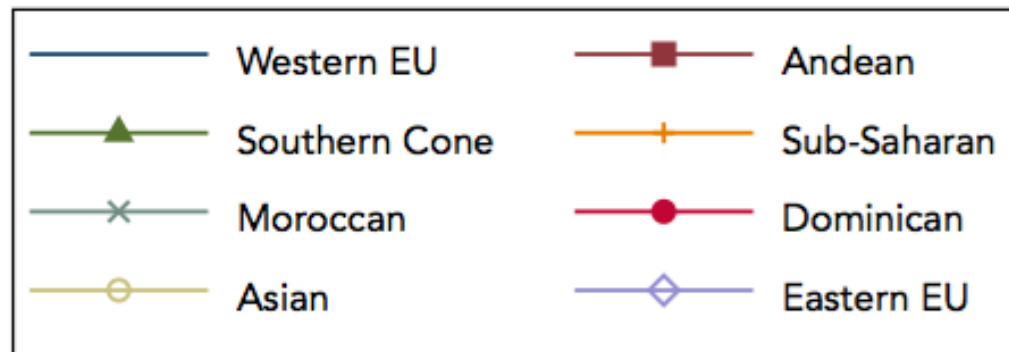 Western EU Andean
Southern Cone Sub-Saharan
Moroccan Dominican
Asian Eastern EU